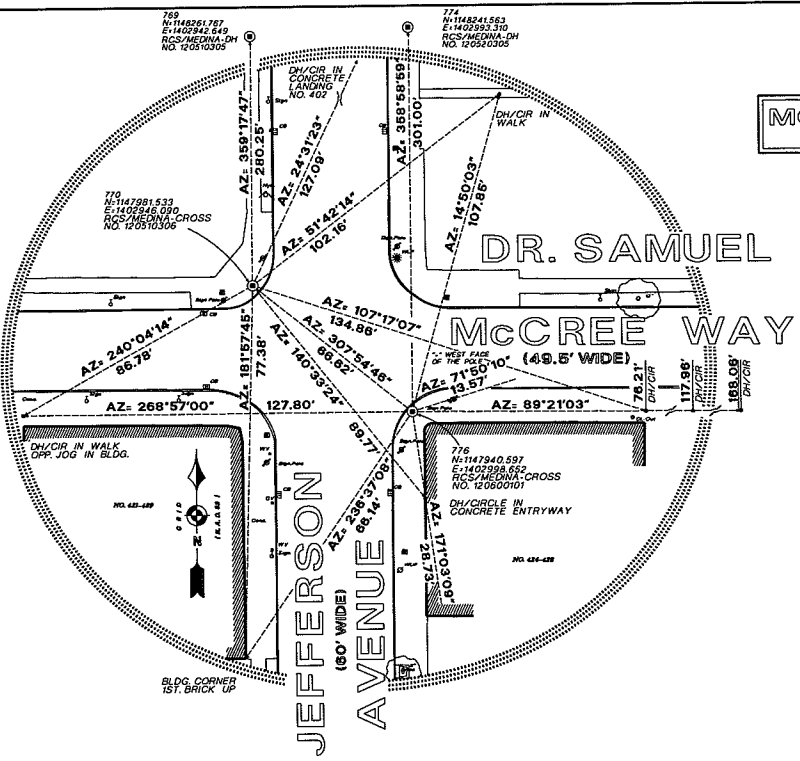 769
N=1148261.767
E=1402942.649
RCS/MEDINA-DH
NO. 120510305
774
N=1148241.563
E=1402993.310
RCS/MEDINA-DH
NO. 120520305
DH/CIR IN
CONCRETE
LANDING
NO. 402
DH/CIR IN
WALK
AZ= 359°17'47"
280.25'
AZ= 24°31'23"
127.09'
AZ= 358°58'59"
301.00'
AZ= 51°42'14"
102.16'
AZ= 14°50'03"
107.85'
770
N=1147981.533
E=1402946.090
RCS/MEDINA-CROSS
NO. 120510306
DR. SAMUEL
McCREE WAY
(49.5' WIDE)
AZ= 107°17'07"
134.86'
AZ= 307°54'46"
66.62'
AZ= 140°33'24"
89.77'
AZ= 240°04'14"
86.78'
AZ= 181°57'45"
77.38'
WEST FACE
OF THE POLE
AZ= 71°50'10"
13.57'
AZ= 268°57'00"
127.80'
AZ= 89°21'03"
76.21'
DH/CIR
117.96'
DH/CIR
168.06'
DH/CIR
DH/CIR IN WALK
OPP. JOG IN BLDG.
776
N=1147940.597
E=1402998.652
RCS/MEDINA-CROSS
NO. 120600101
DH/CIRCLE IN
CONCRETE ENTRYWAY
AZ= 236°37'08"
66.14'
AZ= 171°03'09"
28.73'
GRID
N
JEFFERSON
AVENUE
(60' WIDE)
BLDG. CORNER
1ST. BRICK UP